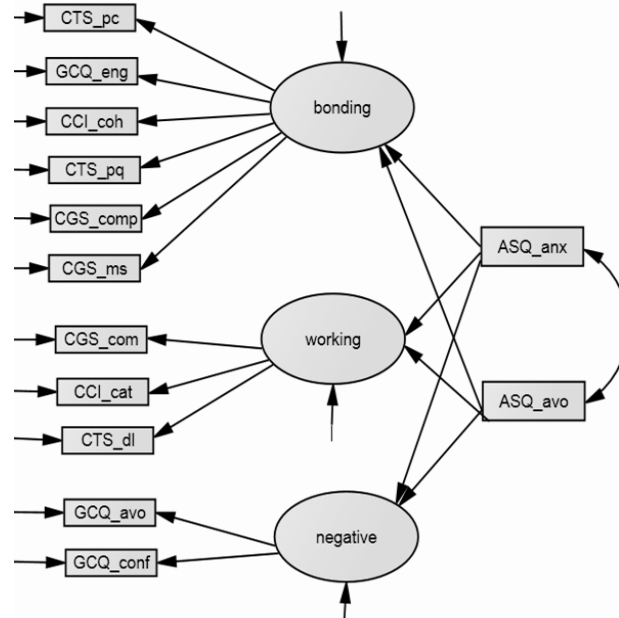 CTS_pc
GCQ_eng
CCI_coh
CTS_pq
CGS_comp
CGS_ms
bonding
ASQ_anx
CGS_com
CCI_cat
CTS_dl
working
ASQ_avo
GCQ_avo
GCQ_conf
negative